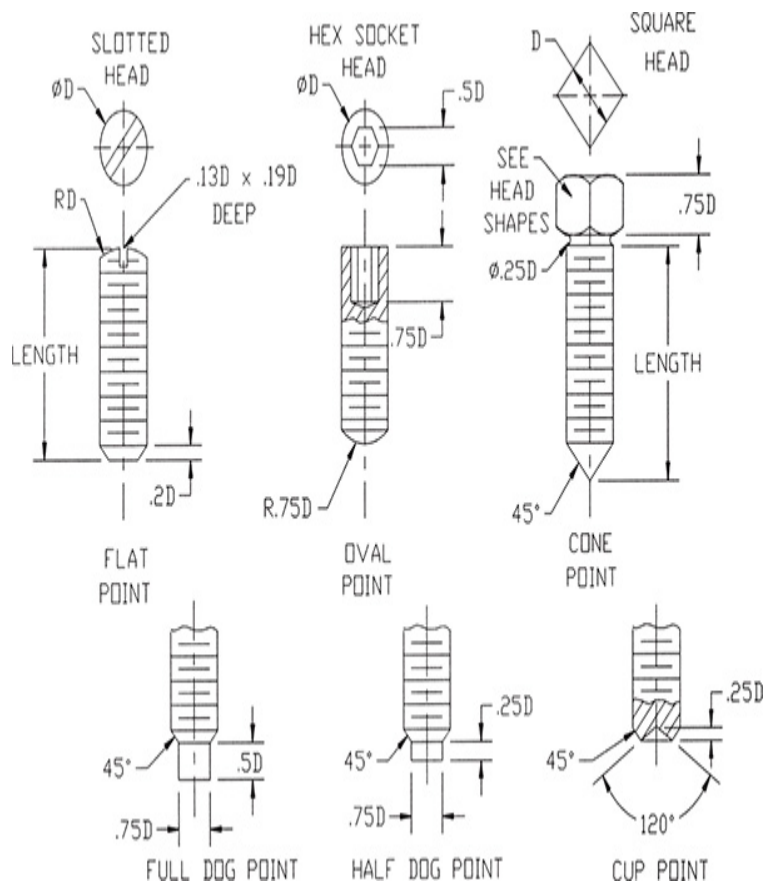 SLOTTED
HEAD
ØD
.13D x .19D
DEEP
RD
LENGTH
.2D
FLAT
POINT
HEX SOCKET
HEAD
ØD
.5D
.75D
R.75D
OVAL
POINT
SQUARE
HEAD
D
SEE
HEAD
SHAPES
.75D
Ø.25D
LENGTH
45°
CONE
POINT
45°
.5D
.75D
FULL DOG POINT
.25D
45°
.75D
HALF DOG POINT
.25D
45°
120°
CUP POINT